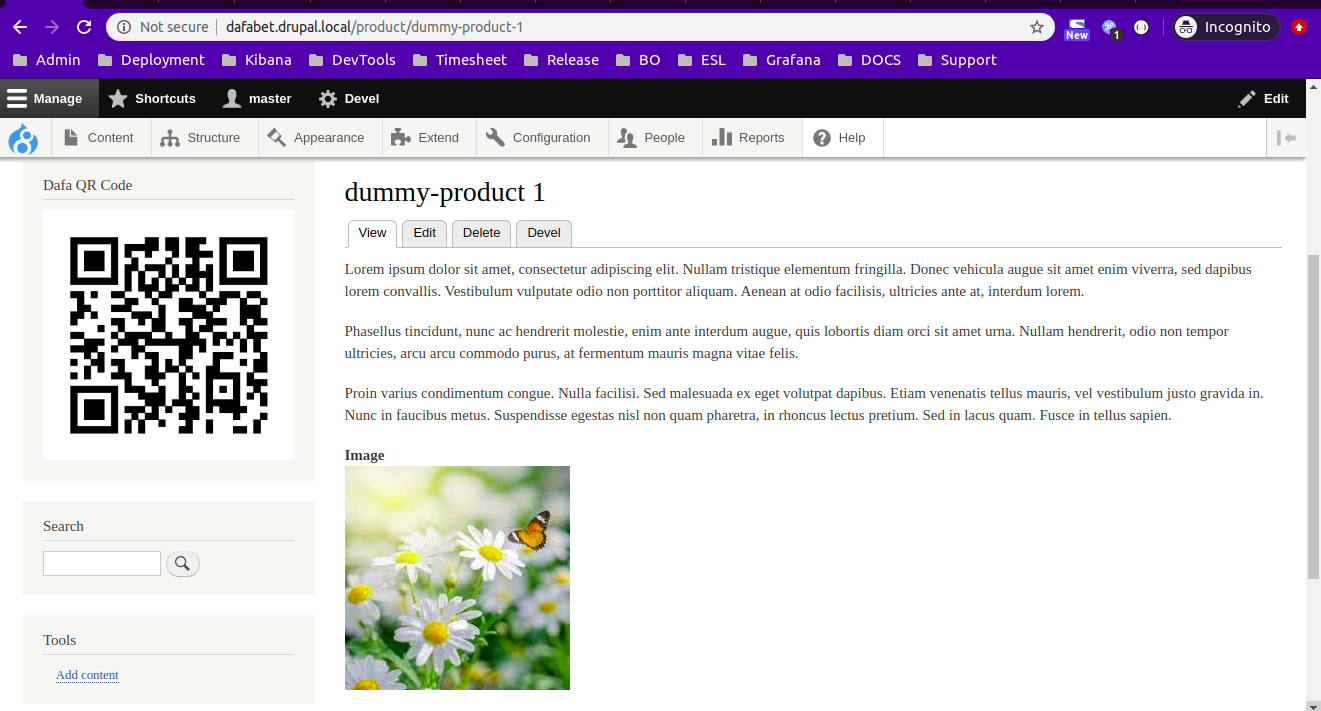 Not secure dafabet.drupal.local/product/dummy-product-1 New 1 Incognito
Admin Deployment Kibana DevTools Timesheet Release BO ESL Grafana DOCS Support
Manage Shortcuts master Devel Edit
Content Structure Appearance Extend Configuration People Reports Help
Dafa QR Code
Search
Tools
Add content
dummy-product 1
View Edit Delete Devel
Lorem ipsum dolor sit amet, consectetur adipiscing elit. Nullam tristique elementum fringilla. Donec vehicula augue sit amet enim viverra, sed dapibus
lorem convallis. Vestibulum vulputate odio non porttitor aliquam. Aenean at odio facilisis, ultricies ante at, interdum lorem.
Phasellus tincidunt, nunc ac hendrerit molestie, enim ante interdum augue, quis lobortis diam orci sit amet urna. Nullam hendrerit, odio non tempor
ultricies, arcu arcu commodo purus, at fermentum mauris magna vitae felis.
Proin varius condimentum congue. Nulla facilisi. Sed malesuada ex eget volutpat dapibus. Etiam venenatis tellus mauris, vel vestibulum justo gravida in.
Nunc in faucibus metus. Suspendisse egestas nisl non quam pharetra, in rhoncus lectus pretium. Sed in lacus quam. Fusce in tellus sapien.
Image